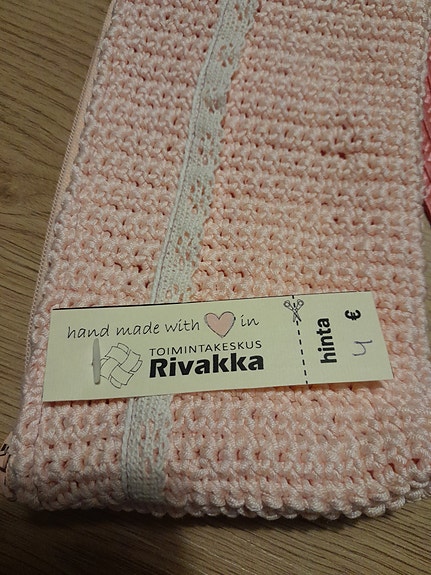 hand made with in
TOIMINTAKESKUS
Rivakka
hinta
4 €